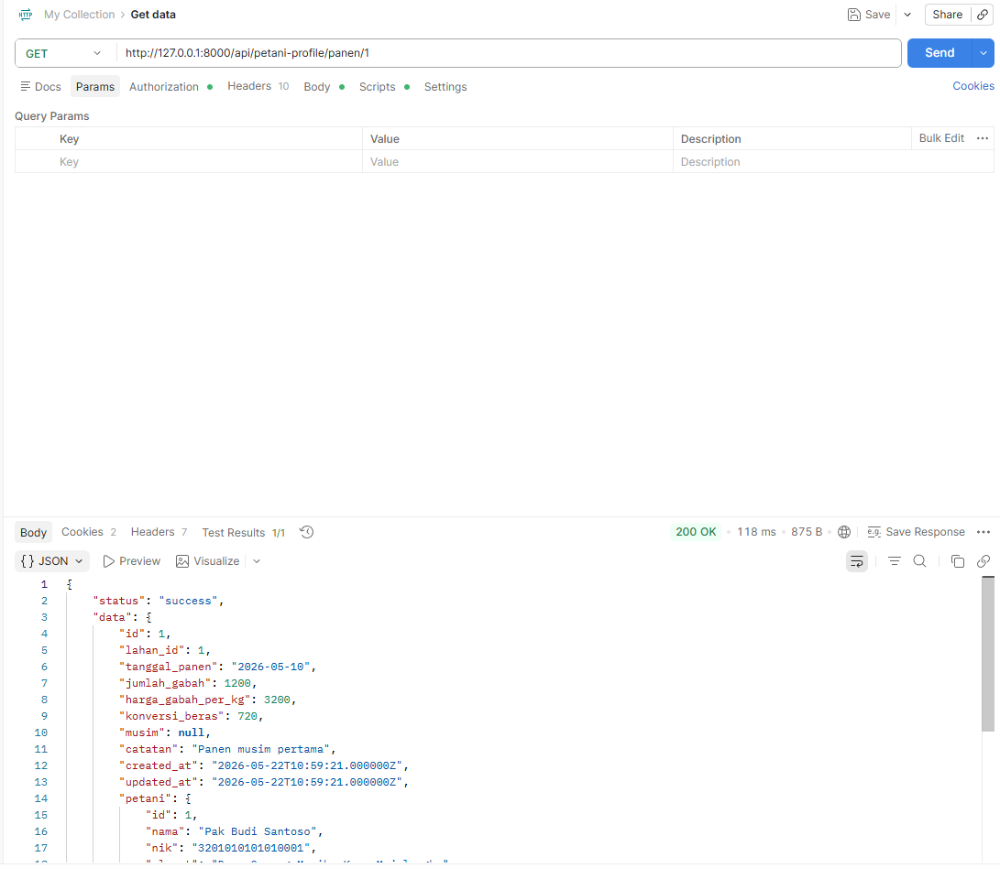 HTTP My Collection > Get data Save Share
GET http://127.0.0.1:8000/api/petani-profile/panen/1 Send
Docs Params Authorization Headers 10 Body Scripts Settings Cookies
Query Params
Key Value Description Bulk Edit
Key Value Description
Body Cookies 2 Headers 7 Test Results 1/1 200 OK 118 ms 875 B e.g. Save Response
{} JSON Preview Visualize
1 {
2 "status": "success",
3 "data": {
4 "id": 1,
5 "lahan_id": 1,
6 "tanggal_panen": "2026-05-10",
7 "jumlah_gabah": 1200,
8 "harga_gabah_per_kg": 3200,
9 "konversi_beras": 720,
10 "musim": null,
11 "catatan": "Panen musim pertama",
12 "created_at": "2026-05-22T10:59:21.000000Z",
13 "updated_at": "2026-05-22T10:59:21.000000Z",
14 "petani": {
15 "id": 1,
16 "nama": "Pak Budi Santoso",
17 "nik": "3201010101010001",